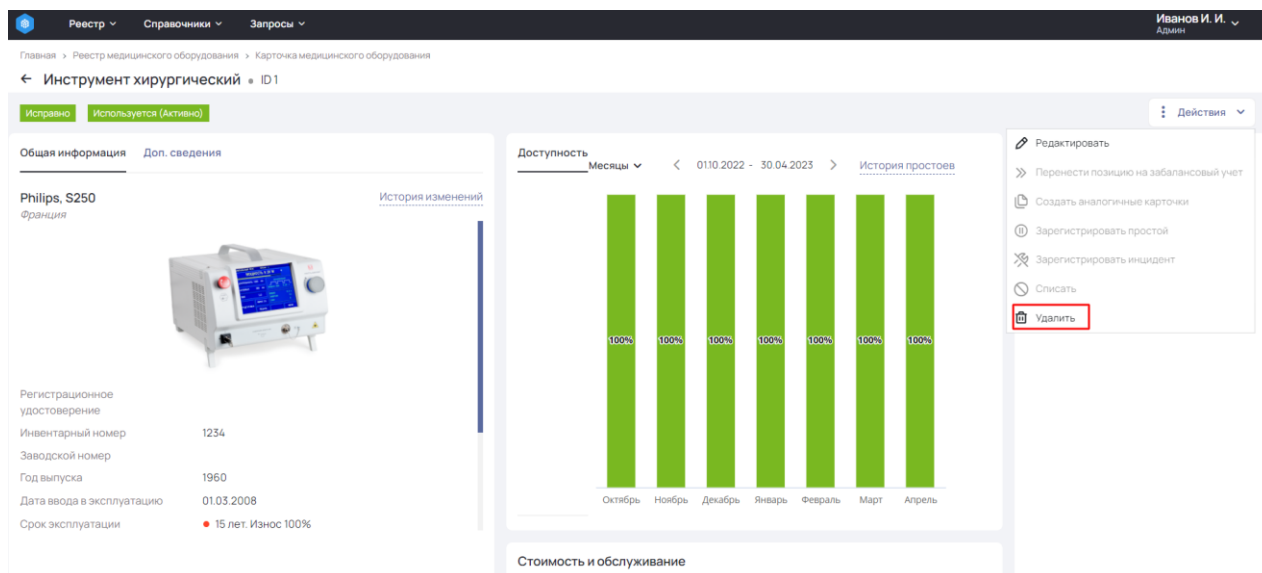 Реестр Справочники Запросы Иванов И. И.
Админ
Главная > Реестр медицинского оборудования > Карточка медицинского оборудования
← Инструмент хирургический ID 1
Исправно Используется (Активно) Действия
Общая информация Доп. сведения
Philips, S250 История изменений
Франция
Регистрационное
удостоверение
Инвентарный номер 1234
Заводской номер
Год выпуска 1960
Дата ввода в эксплуатацию 01.03.2008
Срок эксплуатации 15 лет. Износ 100%
Доступность
Месяцы < 01.10.2022 - 30.04.2023 > История простоев
100% 100% 100% 100% 100% 100% 100%
Октябрь Ноябрь Декабрь Январь Февраль Март Апрель
Стоимость и обслуживание
Редактировать
Перенести позицию на забалансовый учет
Создать аналогичные карточки
Зарегистрировать простой
Зарегистрировать инцидент
Списать
Удалить